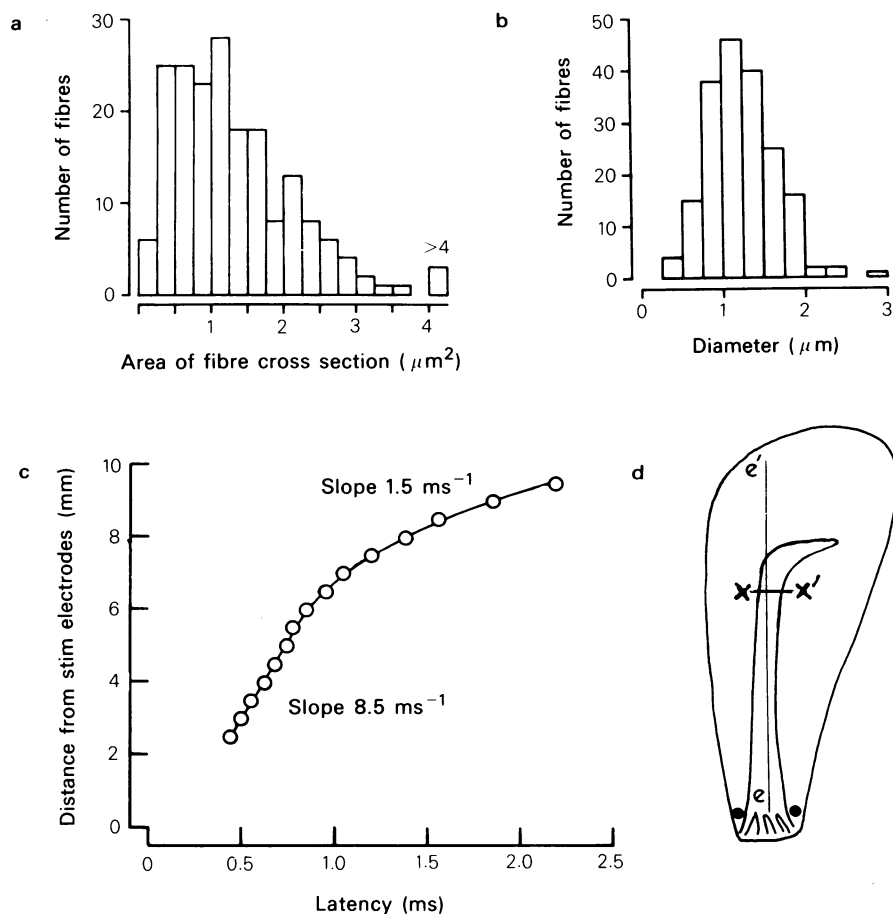 a
30
20
10
0
Number of fibres
>4
1
2
3
4
Area of fibre cross section (μm²)
b
50
40
30
20
10
0
Number of fibres
0
1
2
3
Diameter (μm)
c
10
8
6
4
2
0
Distance from stim electrodes (mm)
Slope 1.5 ms⁻¹
Slope 8.5 ms⁻¹
0
0.5
1.0
1.5
2.0
2.5
Latency (ms)
d
e′
x x′
e